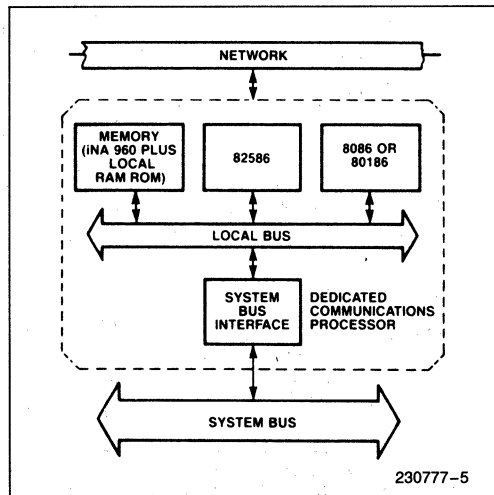 NETWORK
MEMORY
(iNA 960 PLUS
LOCAL
RAM ROM)
82586
8086 OR
80186
LOCAL BUS
SYSTEM
BUS
INTERFACE
DEDICATED
COMMUNICATIONS
PROCESSOR
SYSTEM BUS
230777–5